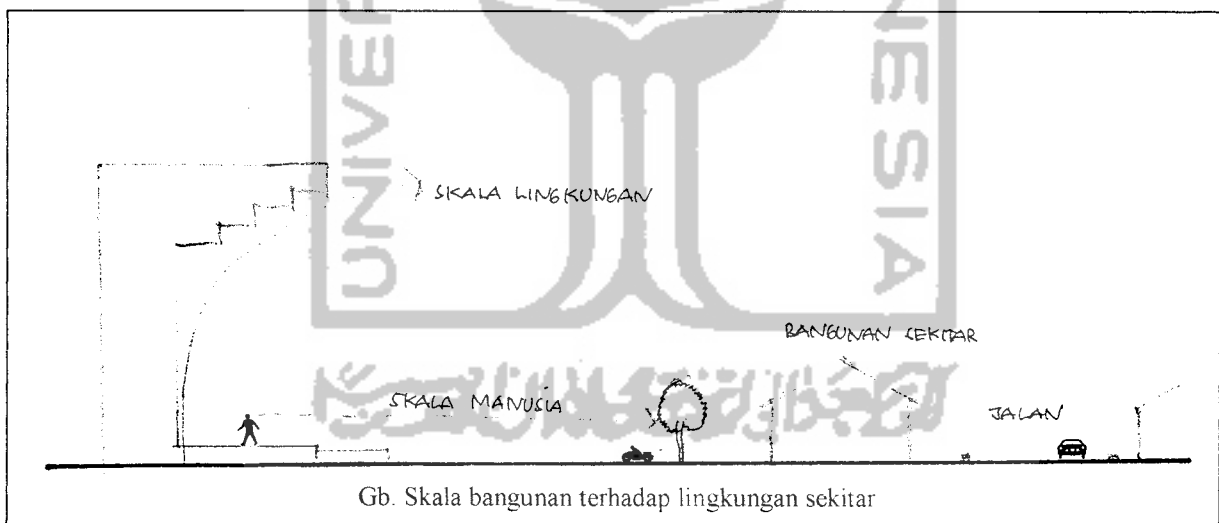 SKALA LINGKUNGAN
BANGUNAN SEKITAR
SKALA MANUSIA
JALAN
Gb. Skala bangunan terhadap lingkungan sekitar